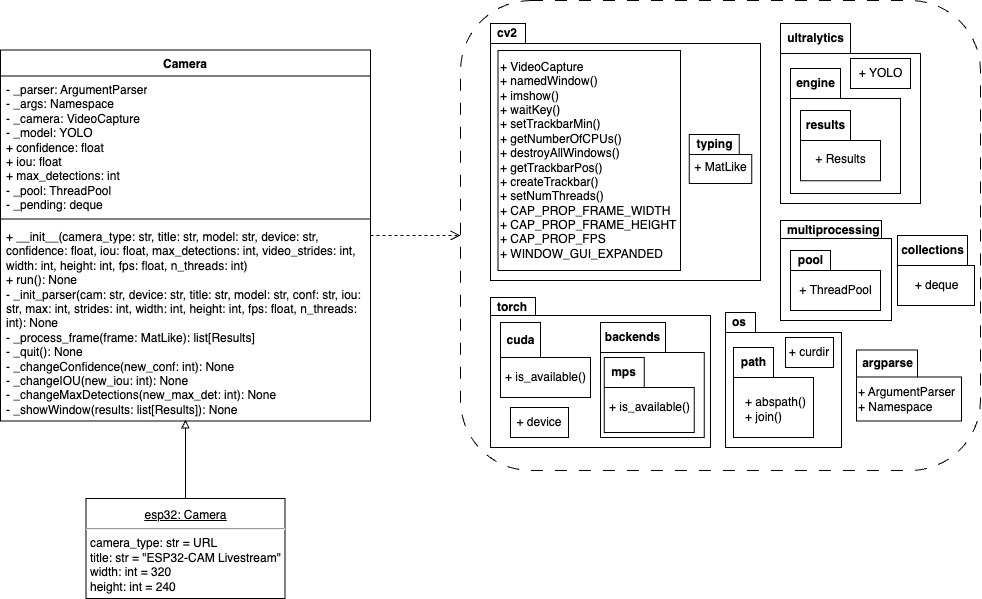 Camera
- _parser: ArgumentParser
- _args: Namespace
- _camera: VideoCapture
- _model: YOLO
+ confidence: float
+ iou: float
+ max_detections: int
- _pool: ThreadPool
- _pending: deque
+ __init__(camera_type: str, title: str, model: str, device: str,
confidence: float, iou: float, max_detections: int, video_strides: int,
width: int, height: int, fps: float, n_threads: int)
+ run(): None
- _init_parser(cam: str, device: str, title: str, model: str, conf: str, iou:
str, max: int, strides: int, width: int, height: int, fps: float, n_threads:
int): None
- _process_frame(frame: MatLike): list[Results]
- _quit(): None
- _changeConfidence(new_conf: int): None
- _changeIOU(new_iou: int): None
- _changeMaxDetections(new_max_det: int): None
- _showWindow(results: list[Results]): None
esp32: Camera
camera_type: str = URL
title: str = "ESP32-CAM Livestream"
width: int = 320
height: int = 240
cv2
+ VideoCapture
+ namedWindow()
+ imshow()
+ waitKey()
+ setTrackbarMin()
+ getNumberOfCPUs()
+ destroyAllWindows()
+ getTrackbarPos()
+ createTrackbar()
+ setNumThreads()
+ CAP_PROP_FRAME_WIDTH
+ CAP_PROP_FRAME_HEIGHT
+ CAP_PROP_FPS
+ WINDOW_GUI_EXPANDED
typing
+ MatLike
ultralytics
+ YOLO
engine
results
+ Results
multiprocessing
pool
+ ThreadPool
collections
+ deque
torch
cuda
+ is_available()
+ device
backends
mps
+ is_available()
os
+ curdir
path
+ abspath()
+ join()
argparse
+ ArgumentParser
+ Namespace